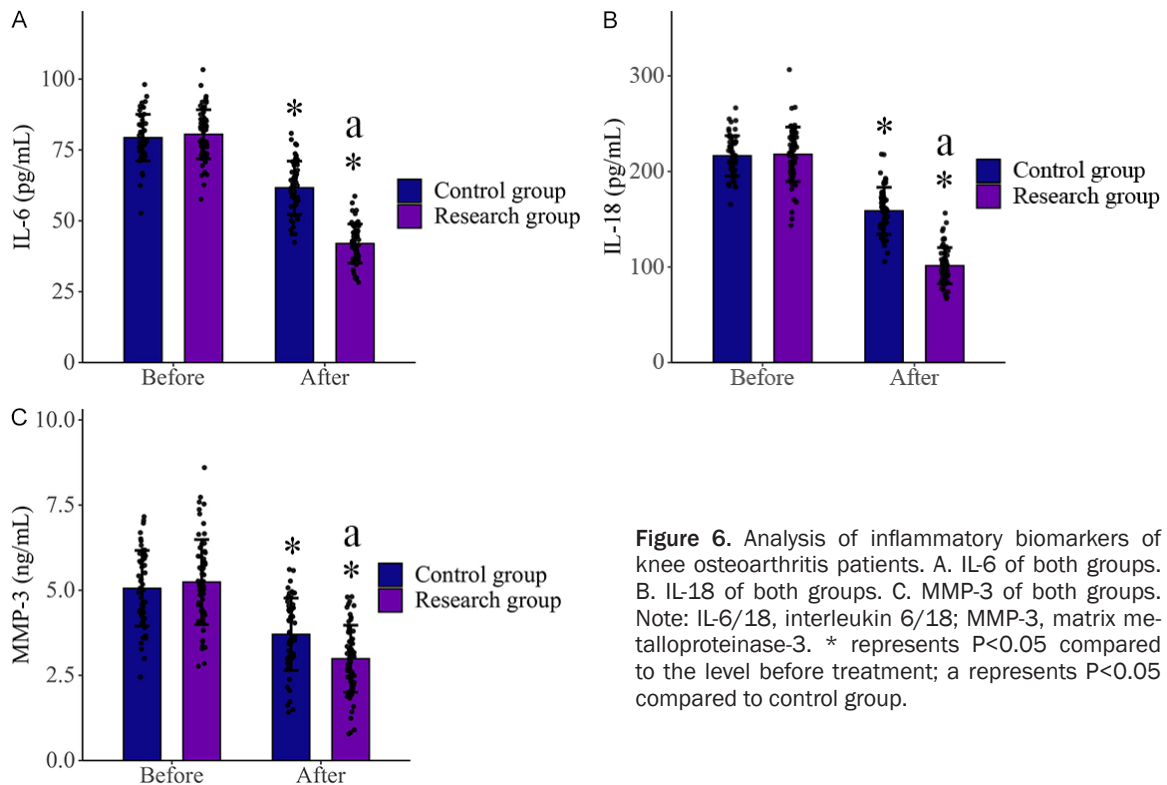 A
100
75
50
25
0
IL-6 (pg/mL)
*
a
*
Before
After
Control group
Research group
B
300
200
100
0
IL-18 (pg/mL)
*
a
*
Before
After
Control group
Research group
C
10.0
7.5
5.0
2.5
0.0
MMP-3 (ng/mL)
*
a
*
Before
After
Control group
Research group
Figure 6. Analysis of inflammatory biomarkers of
knee osteoarthritis patients. A. IL-6 of both groups.
B. IL-18 of both groups. C. MMP-3 of both groups.
Note: IL-6/18, interleukin 6/18; MMP-3, matrix me-
talloproteinase-3. * represents P<0.05 compared
to the level before treatment; a represents P<0.05
compared to control group.